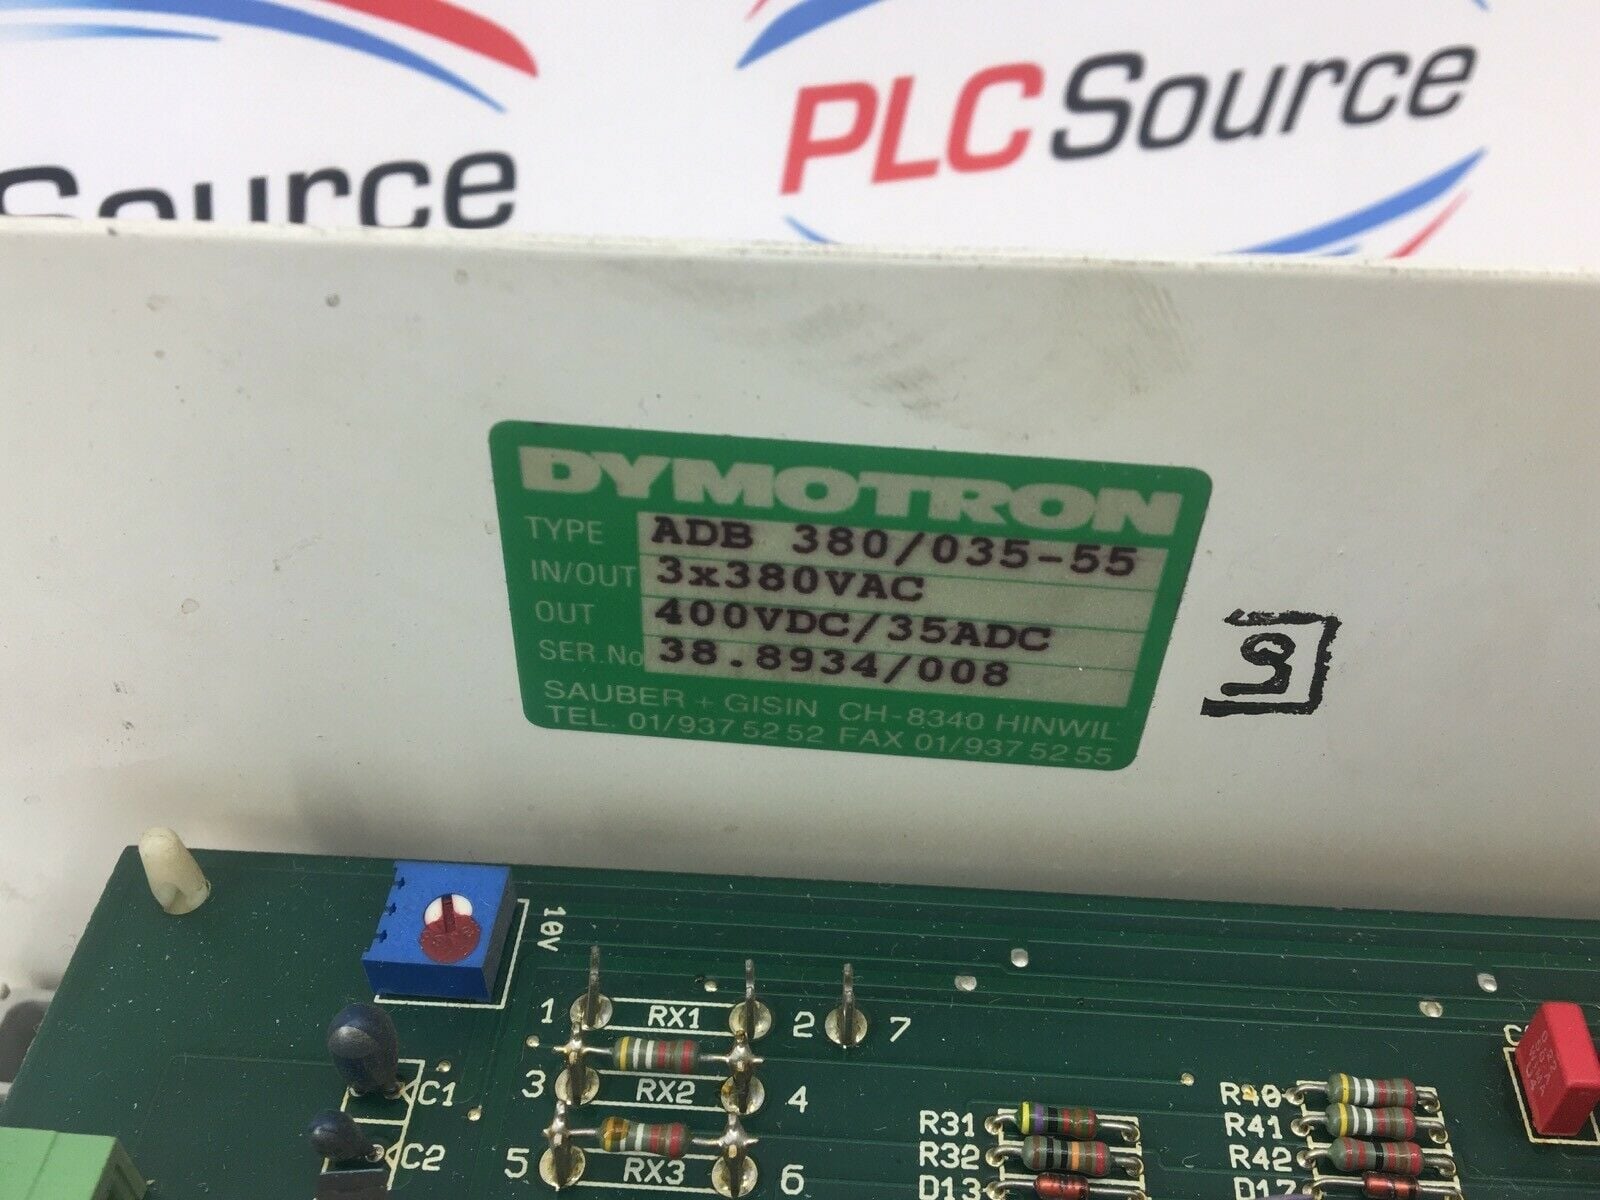 PLC Source
Source
DYMOTRON
TYPE ADB 380/035-55
IN/OUT 3x380VAC
OUT 400VDC/35ADC
SER.No 38.8934/008
SAUBER + GISIN CH-8340 HINWIL
TEL. 01/937 52 52 FAX 01/937 52 55
10V
1 RX1 2 7
3 RX2 4
5 RX3 6
C1
C2
R31
R32
D13
R40
R41
R42
D17